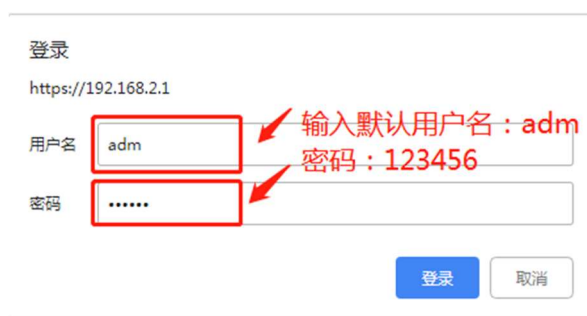 登录
https://192.168.2.1
输入默认用户名：adm
用户名 adm
密码：123456
密码 ••••••
登录 取消